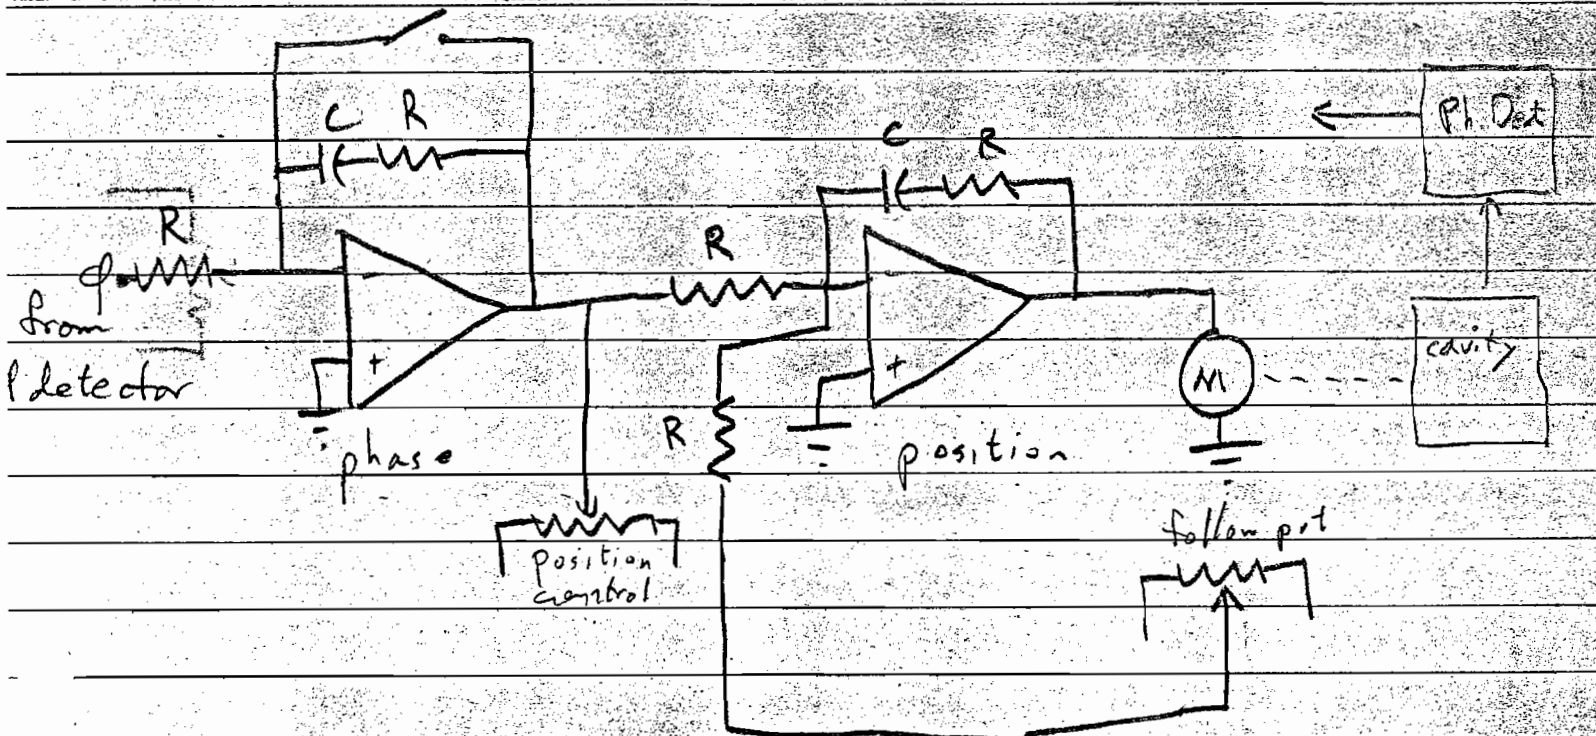 C R
R
φ
from
detector
+
phase
position
control
R
C R
+
R
position
M
cavity
Ph. Det
follow pot